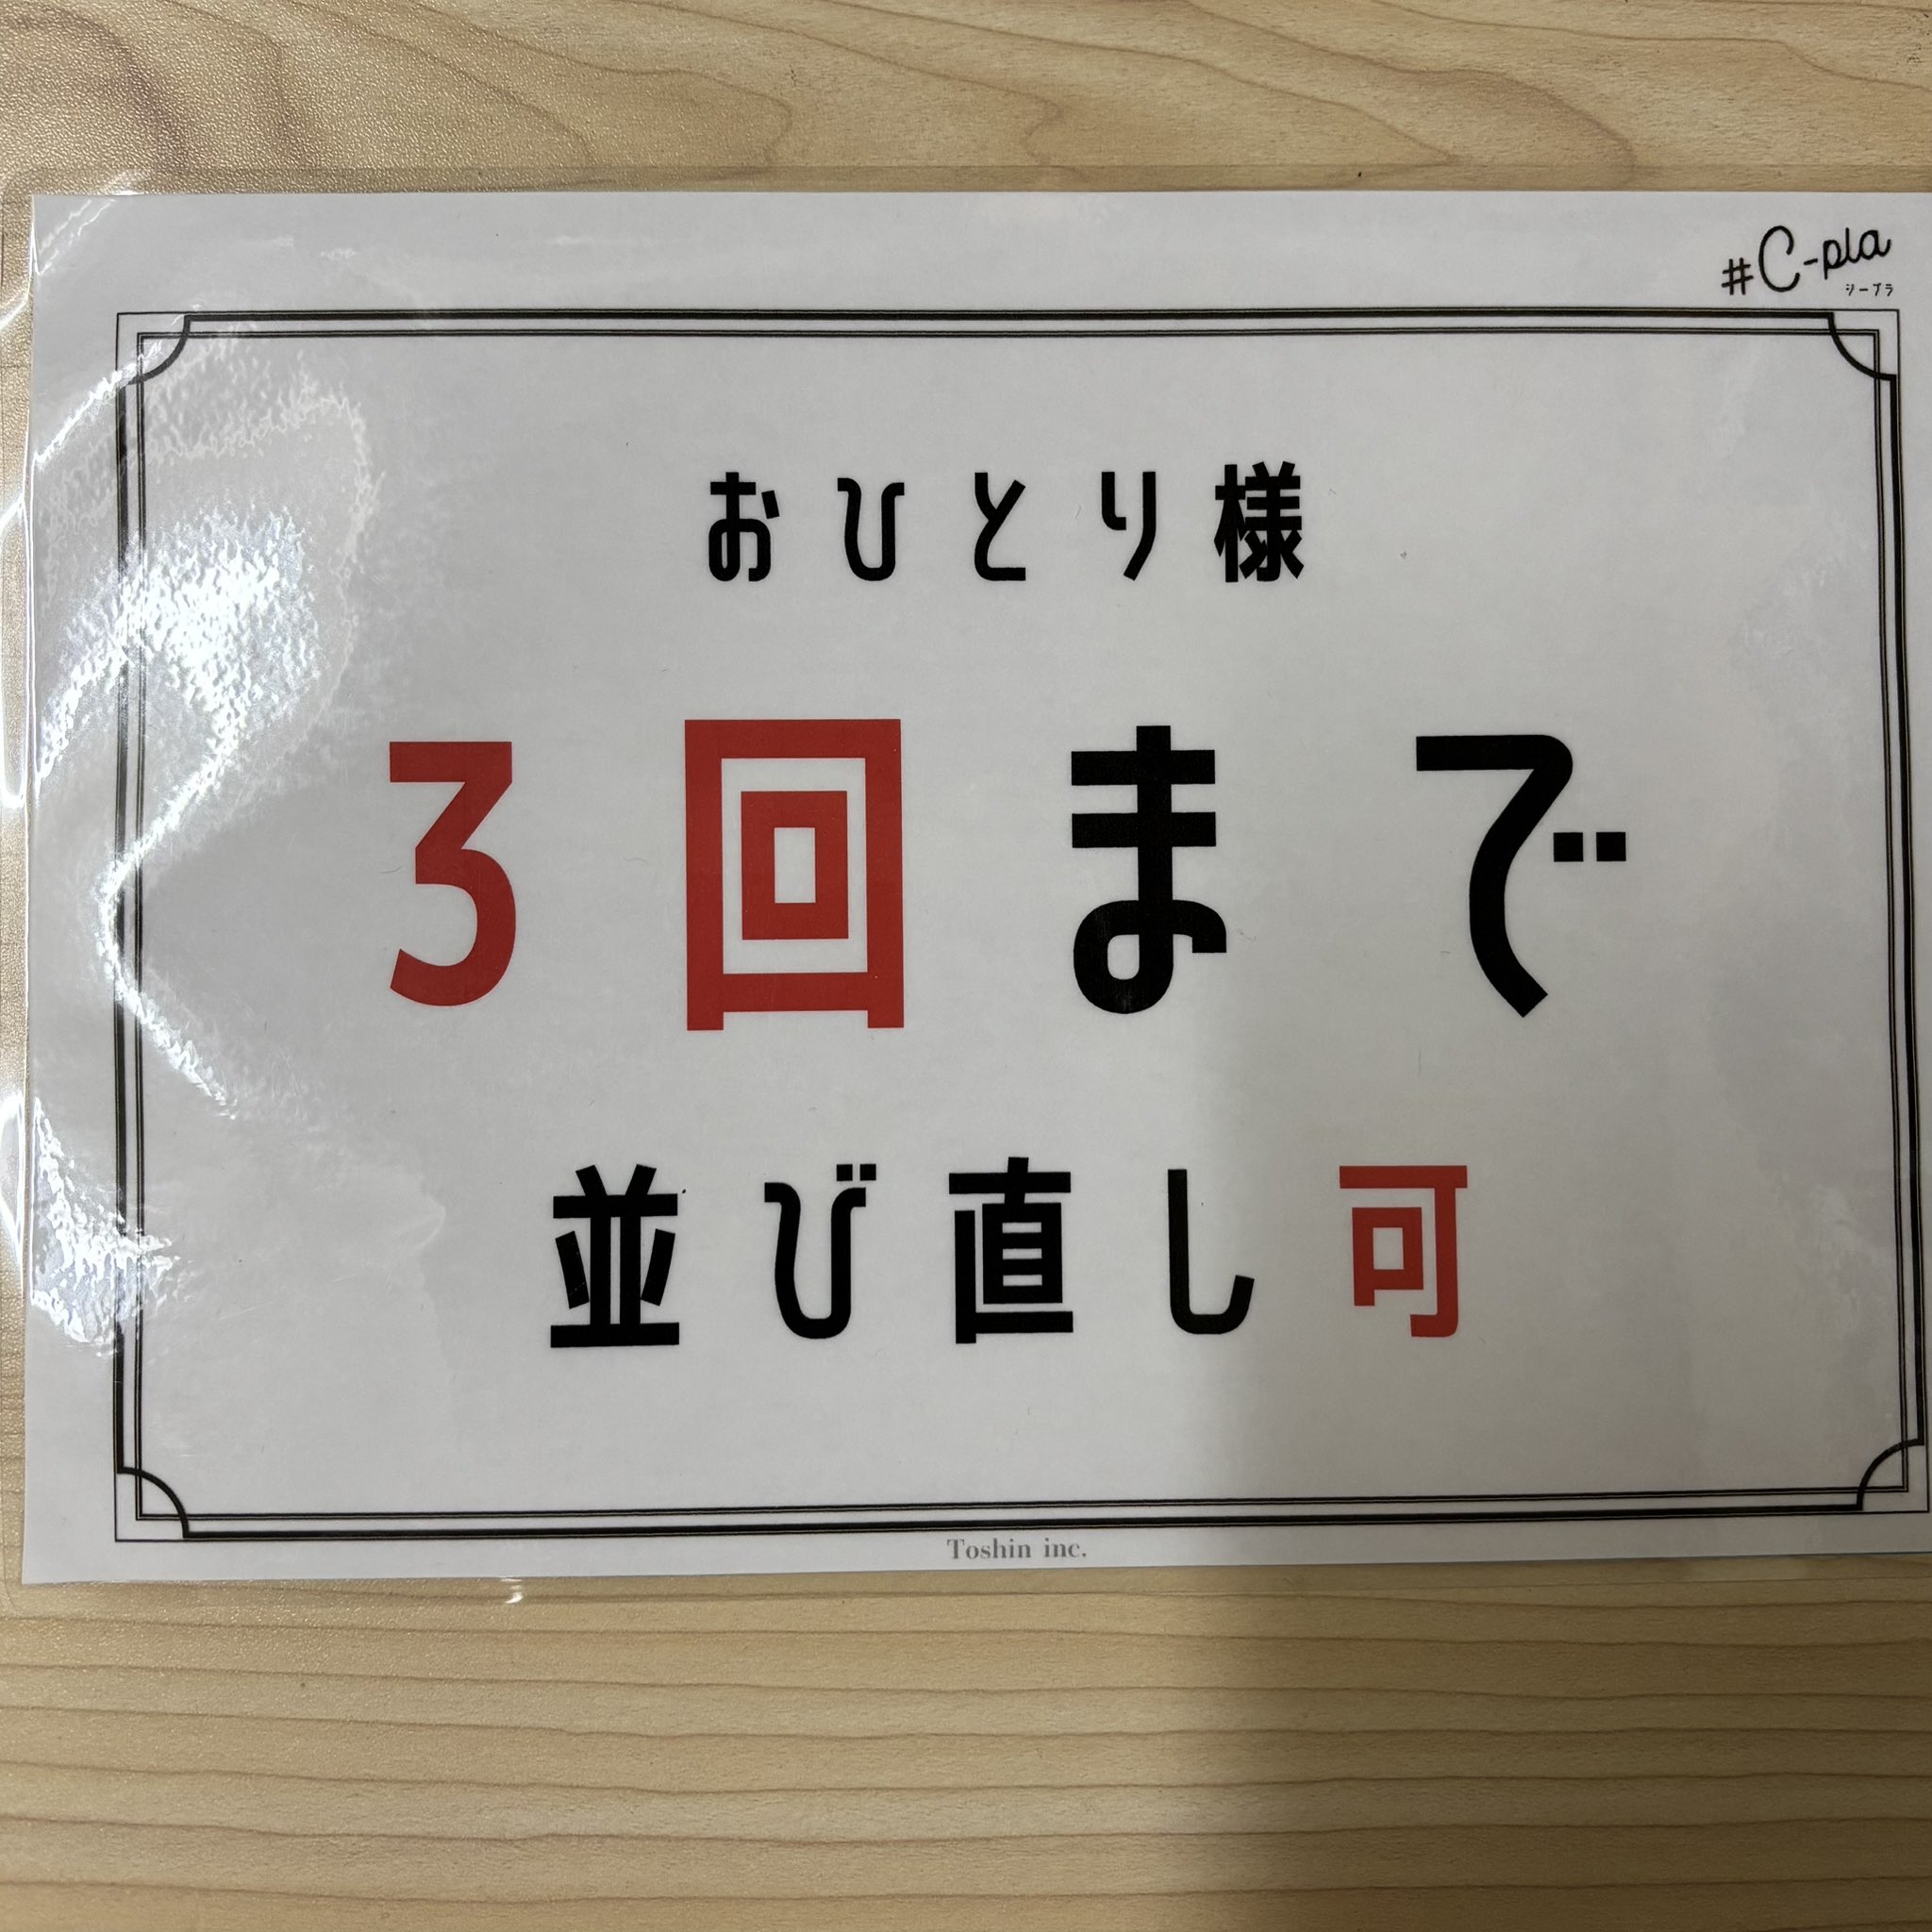 #C-pla
シープラ
おひとり様
3回まで
並び直し可
Toshin inc.